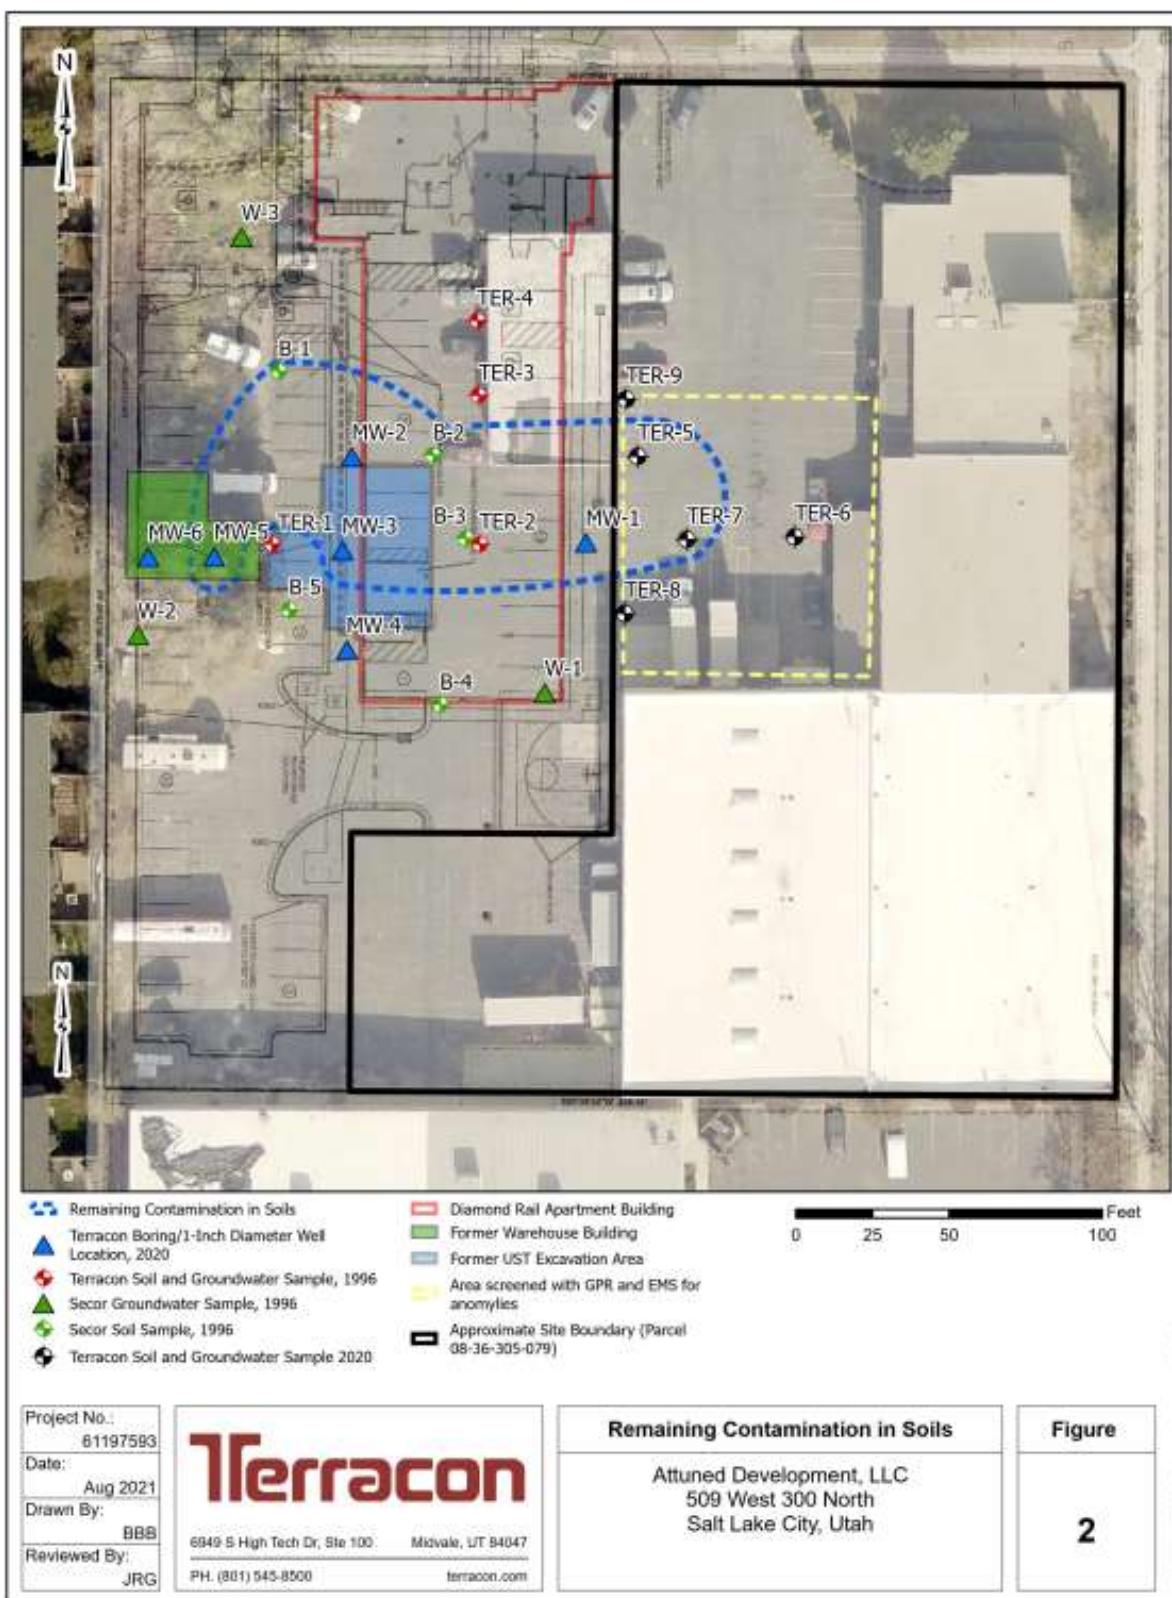 N
W-3
TER-4
B-1
TER-3
TER-9
MW-2
B-2
TER-5
MW-6
MW-5
TER-1
MW-3
B-3
TER-2
MW-1
TER-7
TER-6
B-5
TER-8
W-2
MW-4
B-4
W-1
N
Remaining Contamination in Soils
Terracon Boring/1-Inch Diameter Well
Location, 2020
Terracon Soil and Groundwater Sample, 1996
Secor Groundwater Sample, 1996
Secor Soil Sample, 1996
Terracon Soil and Groundwater Sample 2020
Diamond Rail Apartment Building
Former Warehouse Building
Former UST Excavation Area
Area screened with GPR and EMS for
anomylies
Approximate Site Boundary (Parcel
08-36-305-079)
Feet
0 25 50 100
Project No.:
61197593
Date:
Aug 2021
Drawn By:
BBB
Reviewed By:
JRG
Terracon
6949 S High Tech Dr, Ste 100 Midvale, UT 84047
PH. (801) 545-8500 terracon.com
Remaining Contamination in Soils
Attuned Development, LLC
509 West 300 North
Salt Lake City, Utah
Figure
2